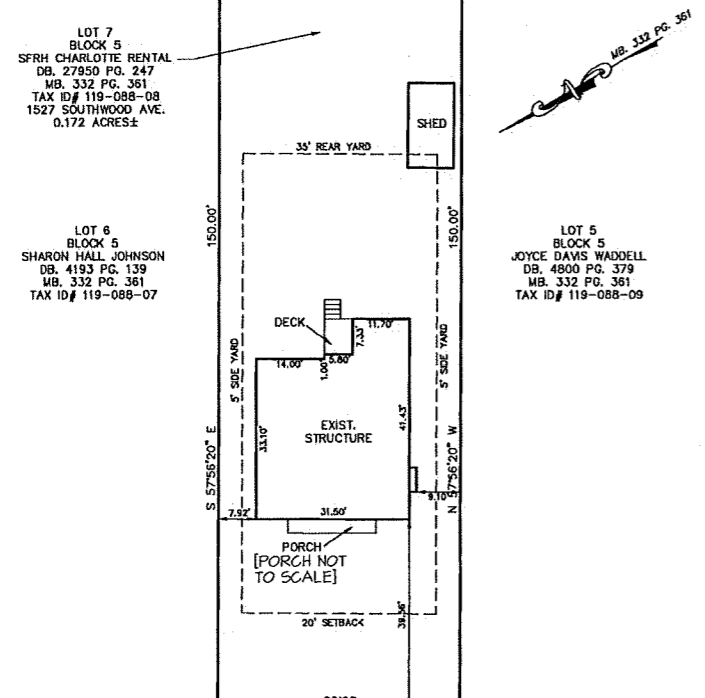 LOT 7
BLOCK 5
SFRH CHARLOTTE RENTAL
DB. 27950 PG. 247
MB. 332 PG. 361
TAX ID# 119-088-08
1527 SOUTHWOOD AVE.
0.172 ACRES±
MB. 332 PG. 361
SHED
35' REAR YARD
150.00'
150.00'
LOT 6
BLOCK 5
SHARON HALL JOHNSON
DB. 4193 PG. 139
MB. 332 PG. 361
TAX ID# 119-088-07
LOT 5
BLOCK 5
JOYCE DAVIS WADDELL
DB. 4800 PG. 379
MB. 332 PG. 361
TAX ID# 119-088-09
DECK
11.70'
7.33'
5.80'
1.00'
14.00'
5' SIDE YARD
5' SIDE YARD
EXIST.
STRUCTURE
33.10'
41.43'
S 57°56'20" E
N 57°56'20" W
9.10'
7.92'
31.50'
PORCH
[PORCH NOT
TO SCALE]
20' SETBACK
39.56'